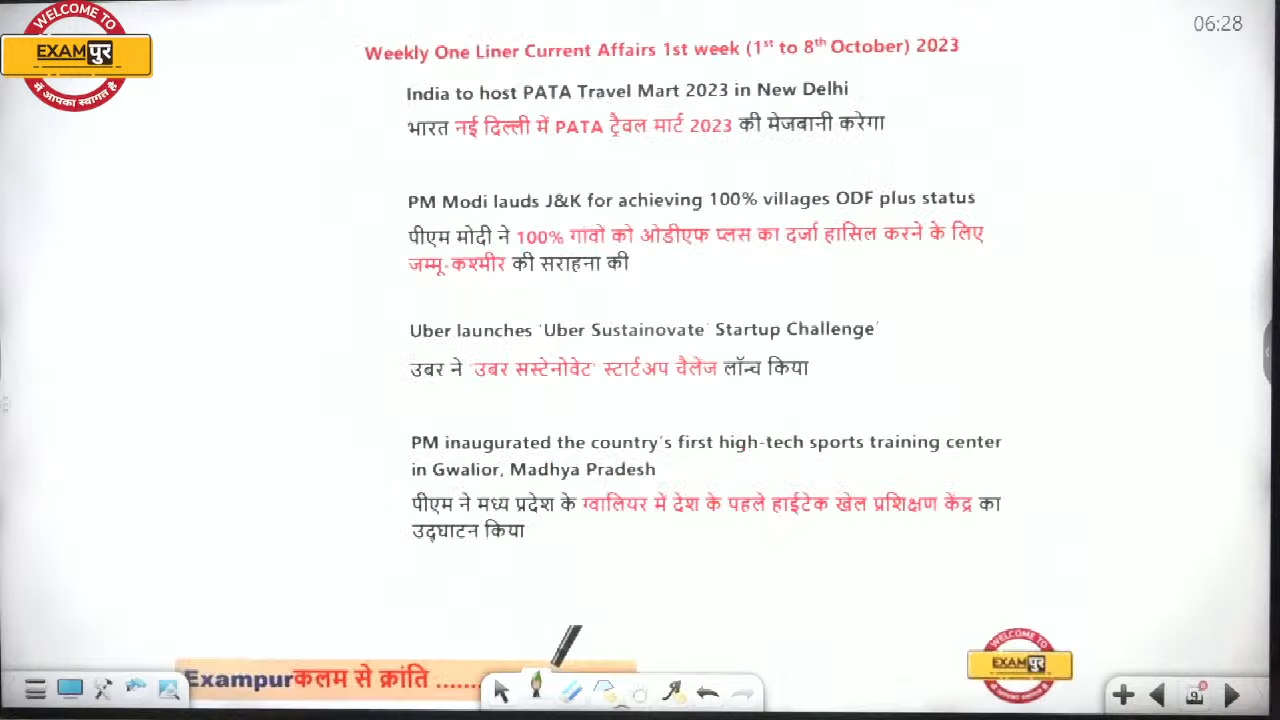 WELCOME TO
EXAMपुर
में आपका स्वागत है
06:28
Weekly One Liner Current Affairs 1st week (1st to 8th October) 2023
India to host PATA Travel Mart 2023 in New Delhi
भारत नई दिल्ली में PATA ट्रैवल मार्ट 2023 की मेजबानी करेगा
PM Modi lauds J&K for achieving 100% villages ODF plus status
पीएम मोदी ने 100% गांवों को ओडीएफ प्लस का दर्जा हासिल करने के लिए
जम्मू-कश्मीर की सराहना की
Uber launches 'Uber Sustainovate' Startup Challenge'
उबर ने 'उबर सस्टेनोवेट' स्टार्टअप चैलेंज लॉन्च किया
PM inaugurated the country's first high-tech sports training center
in Gwalior, Madhya Pradesh
पीएम ने मध्य प्रदेश के ग्वालियर में देश के पहले हाईटेक खेल प्रशिक्षण केंद्र का
उद्घाटन किया
WELCOME TO
EXAMपुर
में आपका स्वागत है
Exampurकलम से क्रांति .......